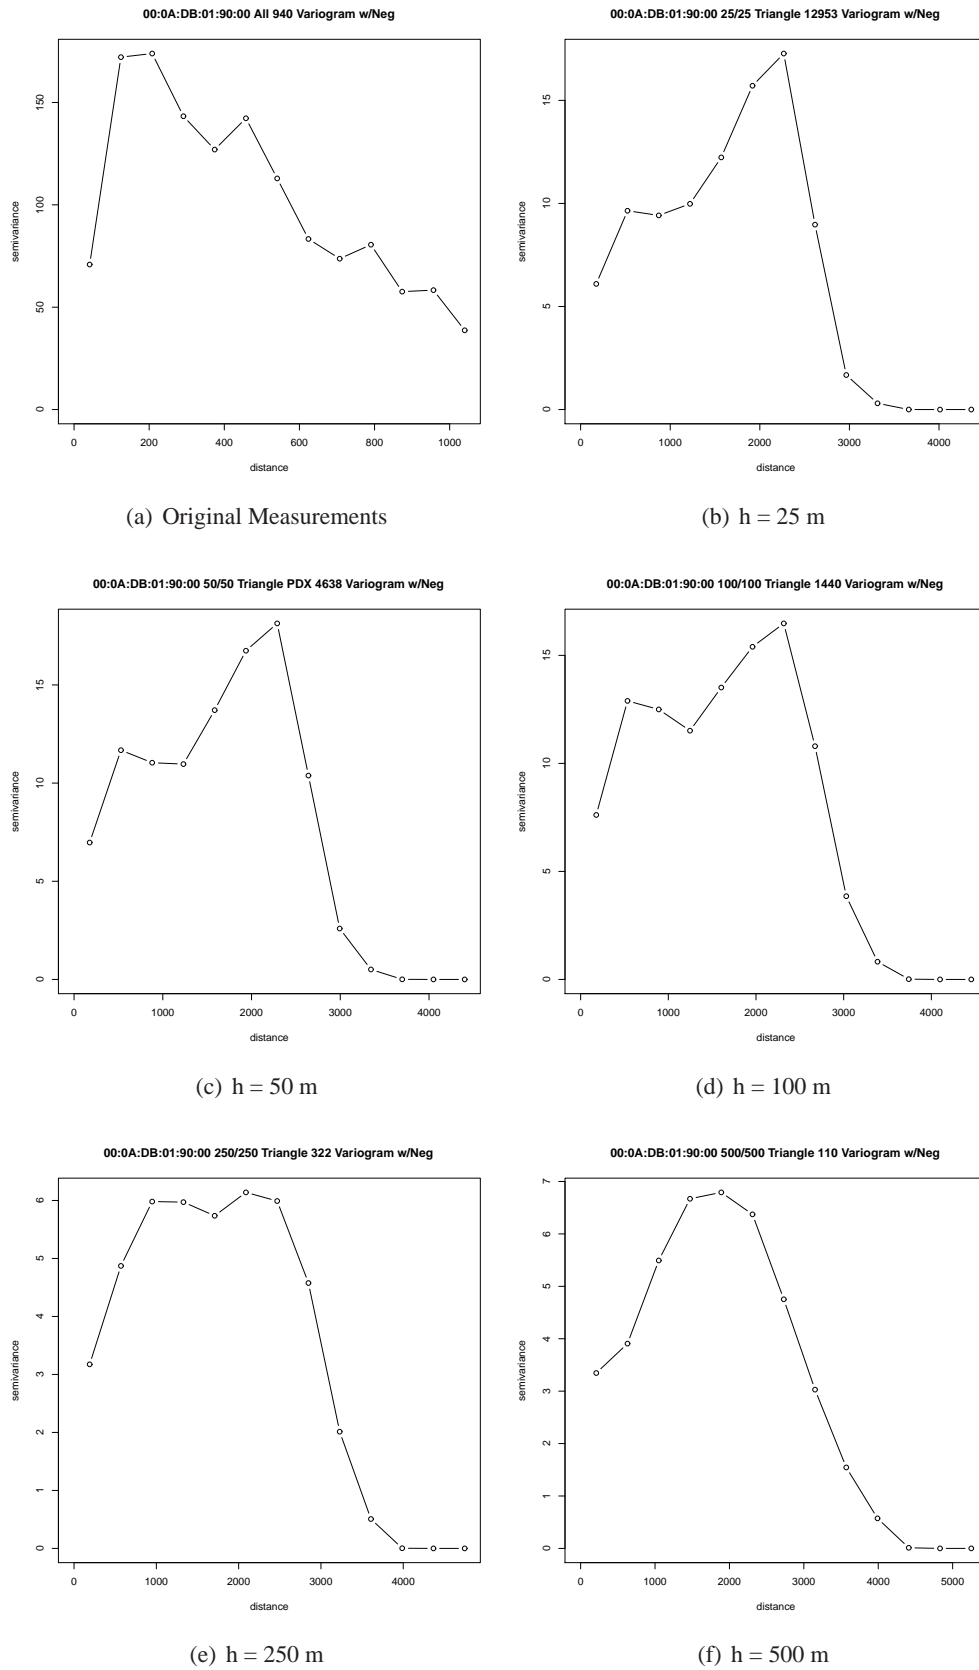 00:0A:DB:01:90:00 All 940 Variogram w/Neg
semivariance
0 50 100 150
0 200 400 600 800 1000
distance
(a) Original Measurements
00:0A:DB:01:90:00 25/25 Triangle 12953 Variogram w/Neg
semivariance
0 5 10 15
0 1000 2000 3000 4000
distance
(b) h = 25 m
00:0A:DB:01:90:00 50/50 Triangle PDX 4638 Variogram w/Neg
semivariance
0 5 10 15
0 1000 2000 3000 4000
distance
(c) h = 50 m
00:0A:DB:01:90:00 100/100 Triangle 1440 Variogram w/Neg
semivariance
0 5 10 15
0 1000 2000 3000 4000
distance
(d) h = 100 m
00:0A:DB:01:90:00 250/250 Triangle 322 Variogram w/Neg
semivariance
0 1 2 3 4 5 6
0 1000 2000 3000 4000
distance
(e) h = 250 m
00:0A:DB:01:90:00 500/500 Triangle 110 Variogram w/Neg
semivariance
0 1 2 3 4 5 6 7
0 1000 2000 3000 4000 5000
distance
(f) h = 500 m